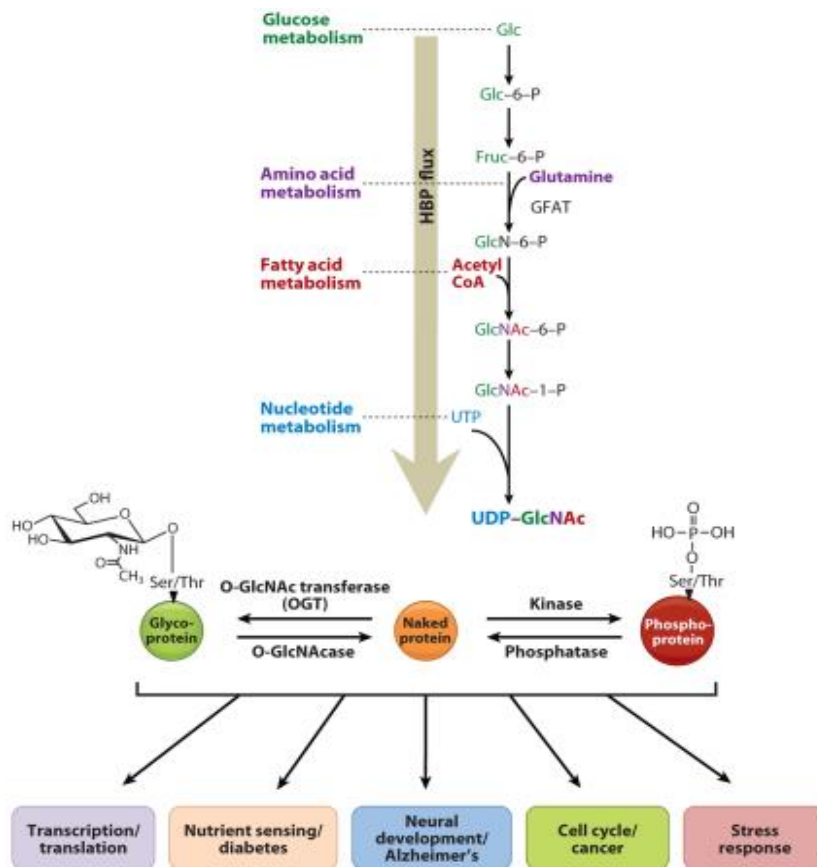 Glucose
metabolism
Glc
Glc–6–P
Fruc–6–P
Amino acid
metabolism
Glutamine
GFAT
HBP flux
GlcN–6–P
Fatty acid
metabolism
Acetyl
CoA
GlcNAc–6–P
GlcNAc–1–P
Nucleotide
metabolism
UTP
UDP–GlcNAc
OH
HO
O
O
HO
NH
O
CH3
Ser/Thr
O
HO–P–OH
O
Ser/Thr
O-GlcNAc transferase
(OGT)
Kinase
Glyco-
protein
Naked
protein
Phospho-
protein
O-GlcNAcase
Phosphatase
Transcription/
translation
Nutrient sensing/
diabetes
Neural
development/
Alzheimer's
Cell cycle/
cancer
Stress
response